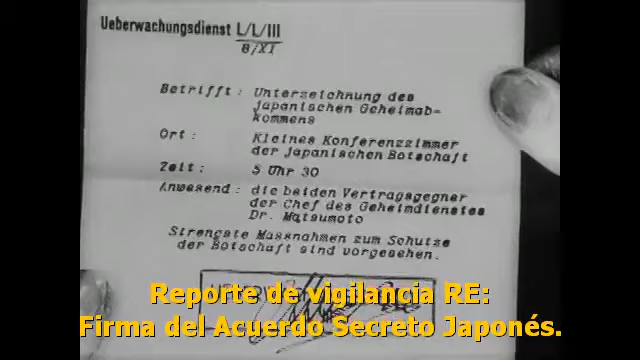 Ueberwachungsdienst L/L/III
8/XI
Betrifft: Unterzeichnung des
japanischen Geheimab-
kommens
Ort: Kleines Konferenzzimmer
der japanischen Botschaft
Zeit: 5 Uhr 30
Anwesend: die beiden Vertragsgegner
der Chef des Geheimdienstes
Dr. Matsumoto
Strengste Massnahmen zum Schutze
der Botschaft sind vorgesehen.
Reporte de vigilancia RE:
Firma del Acuerdo Secreto Japonés.